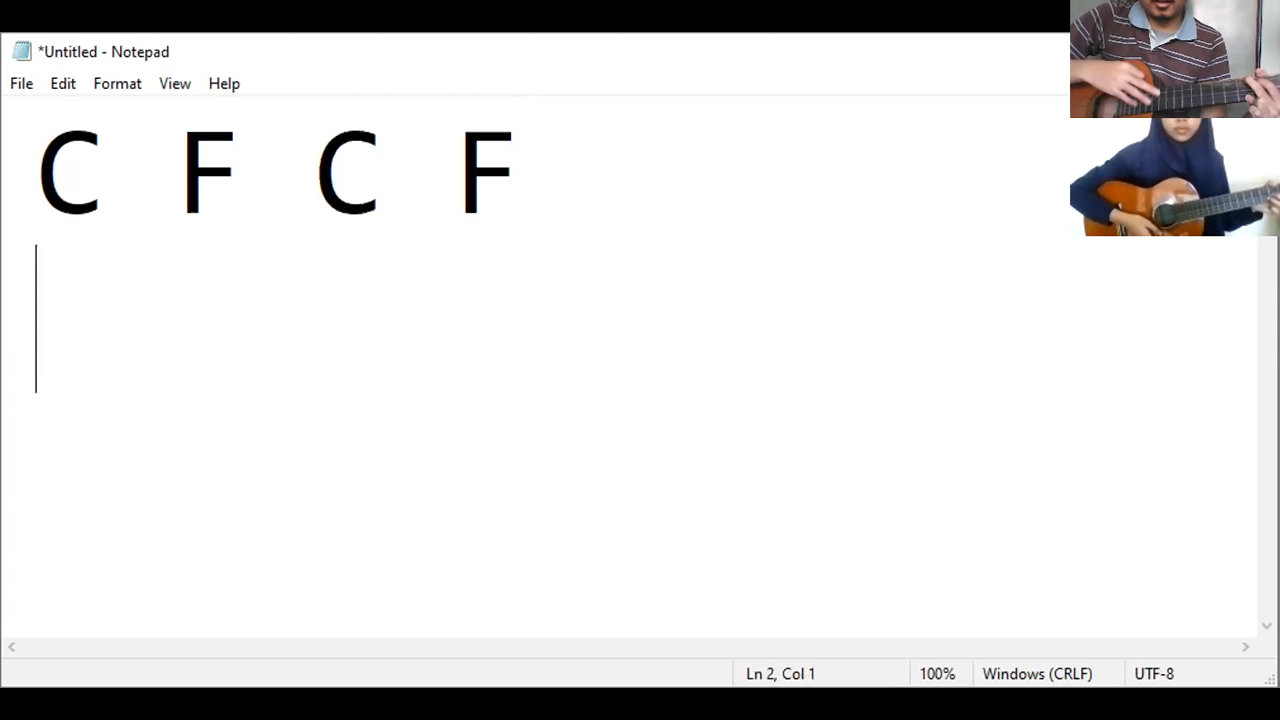 *Untitled - Notepad
File Edit Format View Help
C F C F
Ln 2, Col 1 100% Windows (CRLF) UTF-8